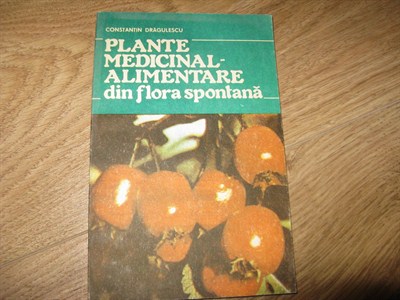 CONSTANTIN DRĂGULESCU
PLANTE
MEDICINAL-
ALIMENTARE
din flora spontană